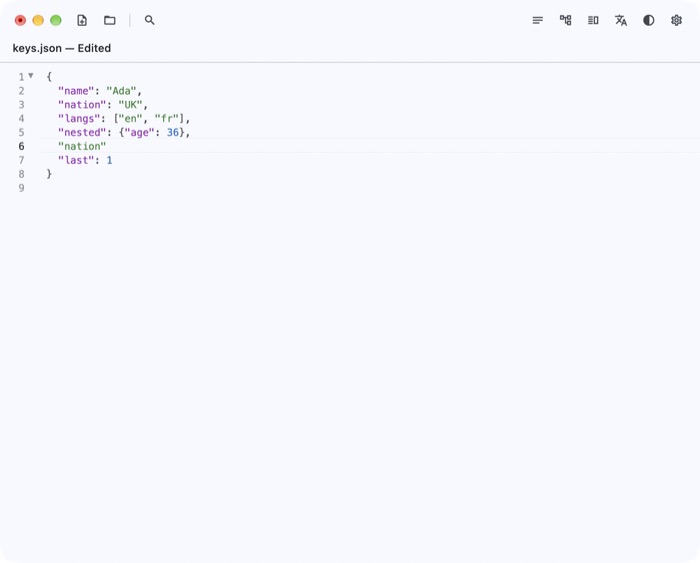 keys.json — Edited
1 {
2 "name": "Ada",
3 "nation": "UK",
4 "langs": ["en", "fr"],
5 "nested": {"age": 36},
6 "nation"
7 "last": 1
8 }
9